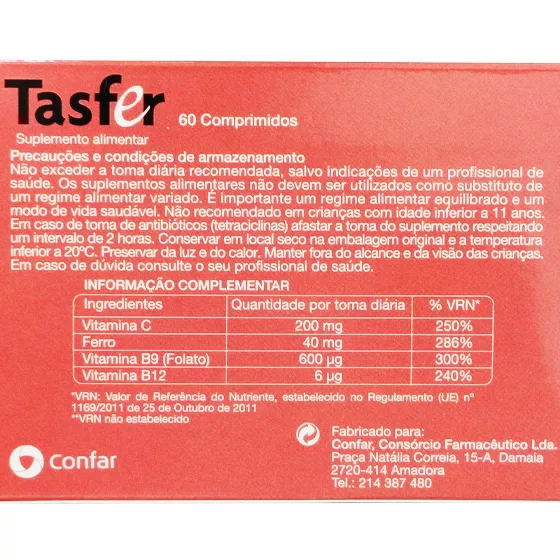 Tasfer 60 Comprimidos
Suplemento alimentar
Precauções e condições de armazenamento
Não exceder a toma diária recomendada, salvo indicações de um profissional de
saúde. Os suplementos alimentares não devem ser utilizados como substituto de
um regime alimentar variado. É importante um regime alimentar equilibrado e um
modo de vida saudável. Não recomendado em crianças com idade inferior a 11 anos.
Em caso de toma de antibióticos (tetraciclinas) afastar a toma do suplemento respeitando
um intervalo de 2 horas. Conservar em local seco na embalagem original e a temperatura
inferior a 20ºC. Preservar da luz e do calor. Manter fora do alcance e da visão das crianças.
Em caso de dúvida consulte o seu profissional de saúde.
INFORMAÇÃO COMPLEMENTAR
Ingredientes Quantidade por toma diária % VRN*
Vitamina C 200 mg 250%
Ferro 40 mg 286%
Vitamina B9 (Folato) 600 µg 300%
Vitamina B12 6 µg 240%
*VRN: Valor de Referência do Nutriente, estabelecido no Regulamento (UE) nº
1169/2011 de 25 de Outubro de 2011
**VRN não estabelecido
Confar
Fabricado para:
Confar, Consórcio Farmacêutico Lda.
Praça Natália Correia, 15-A, Damaia
2720-414 Amadora
Tel.: 214 387 480